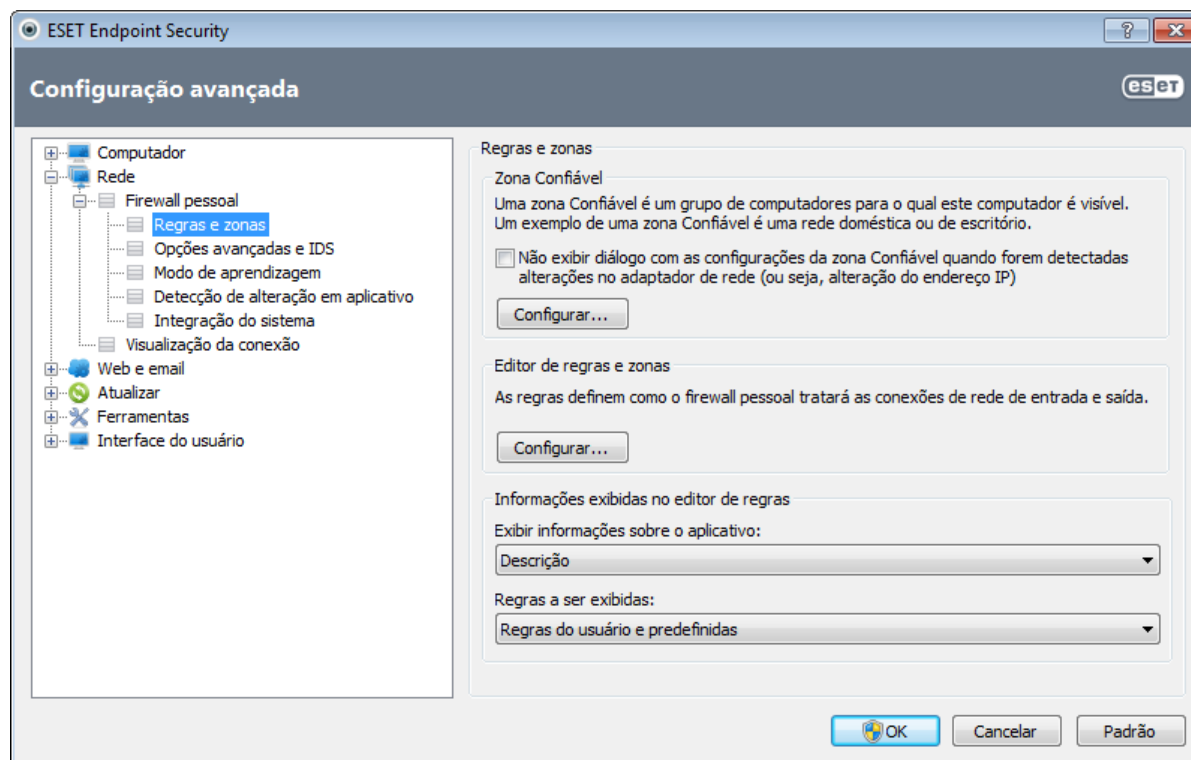 ESET Endpoint Security
?
Configuração avançada
eset
Computador
Rede
Firewall pessoal
Regras e zonas
Opções avançadas e IDS
Modo de aprendizagem
Detecção de alteração em aplicativo
Integração do sistema
Visualização da conexão
Web e email
Atualizar
Ferramentas
Interface do usuário
Regras e zonas
Zona Confiável
Uma zona Confiável é um grupo de computadores para o qual este computador é visível.
Um exemplo de uma zona Confiável é uma rede doméstica ou de escritório.
Não exibir diálogo com as configurações da zona Confiável quando forem detectadas
alterações no adaptador de rede (ou seja, alteração do endereço IP)
Configurar...
Editor de regras e zonas
As regras definem como o firewall pessoal tratará as conexões de rede de entrada e saída.
Configurar...
Informações exibidas no editor de regras
Exibir informações sobre o aplicativo:
Descrição
Regras a ser exibidas:
Regras do usuário e predefinidas
OK
Cancelar
Padrão